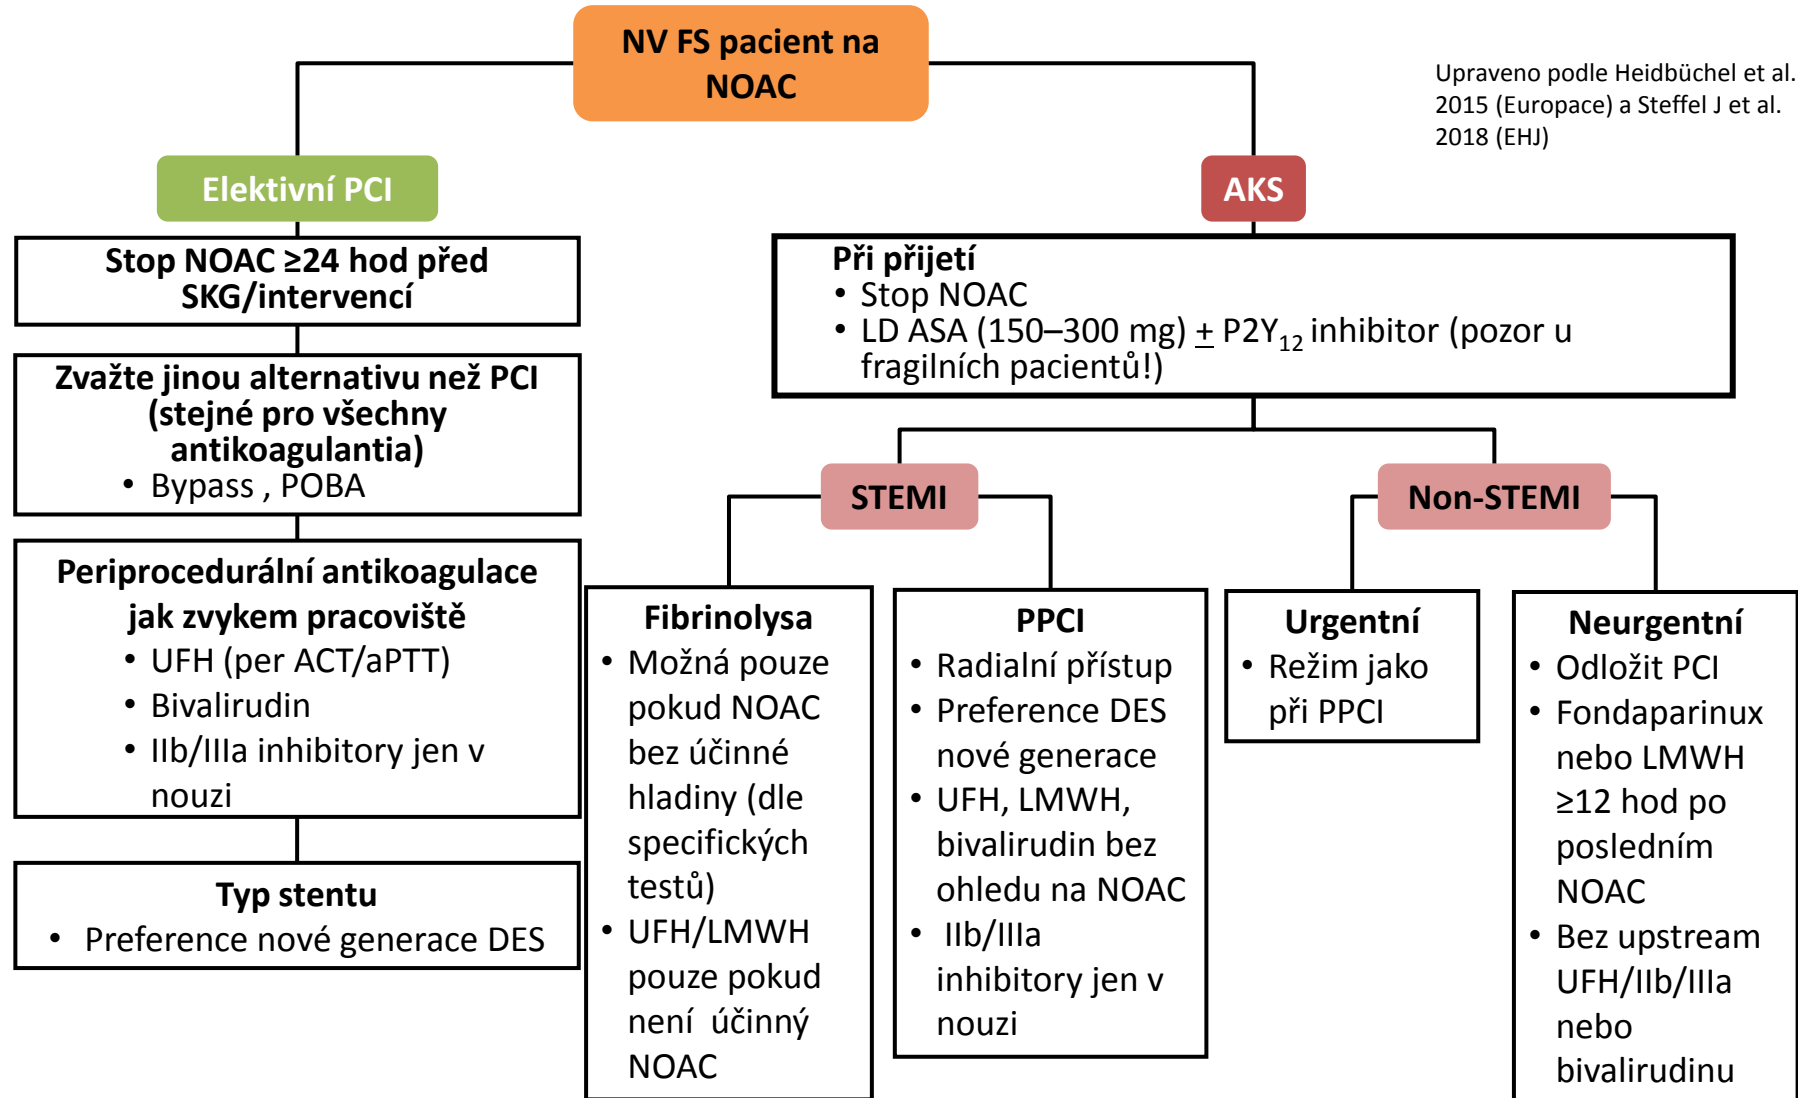 NV FS pacient na
NOAC
Upraveno podle Heidbüchel et al.
2015 (Europace) a Steffel J et al.
2018 (EHJ)
Elektivní PCI
AKS
Stop NOAC ≥24 hod před
SKG/intervencí
Zvažte jinou alternativu než PCI
(stejné pro všechny
antikoagulantia)
• Bypass , POBA
Periprocedurální antikoagulace
jak zvykem pracoviště
• UFH (per ACT/aPTT)
• Bivalirudin
• IIb/IIIa inhibitory jen v
nouzi
Typ stentu
• Preference nové generace DES
Při přijetí
• Stop NOAC
• LD ASA (150–300 mg) ± P2Y12 inhibitor (pozor u
fragilních pacientů!)
STEMI
Non-STEMI
Fibrinolysa
• Možná pouze
pokud NOAC
bez účinné
hladiny (dle
specifických
testů)
• UFH/LMWH
pouze pokud
není účinný
NOAC
PPCI
• Radialní přístup
• Preference DES
nové generace
• UFH, LMWH,
bivalirudin bez
ohledu na NOAC
• IIb/IIIa
inhibitory jen v
nouzi
Urgentní
• Režim jako
při PPCI
Neurgentní
• Odložit PCI
• Fondaparinux
nebo LMWH
≥12 hod po
posledním
NOAC
• Bez upstream
UFH/IIb/IIIa
nebo
bivalirudinu